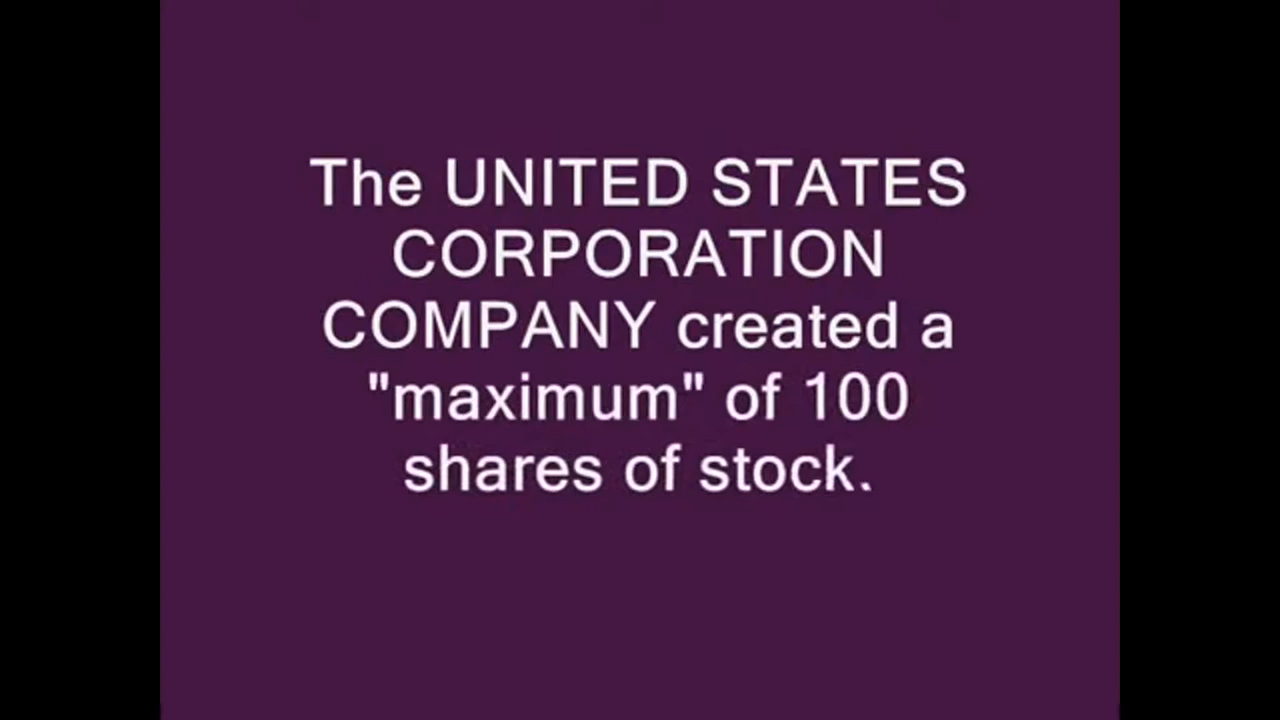 The UNITED STATES
CORPORATION
COMPANY created a
"maximum" of 100
shares of stock.